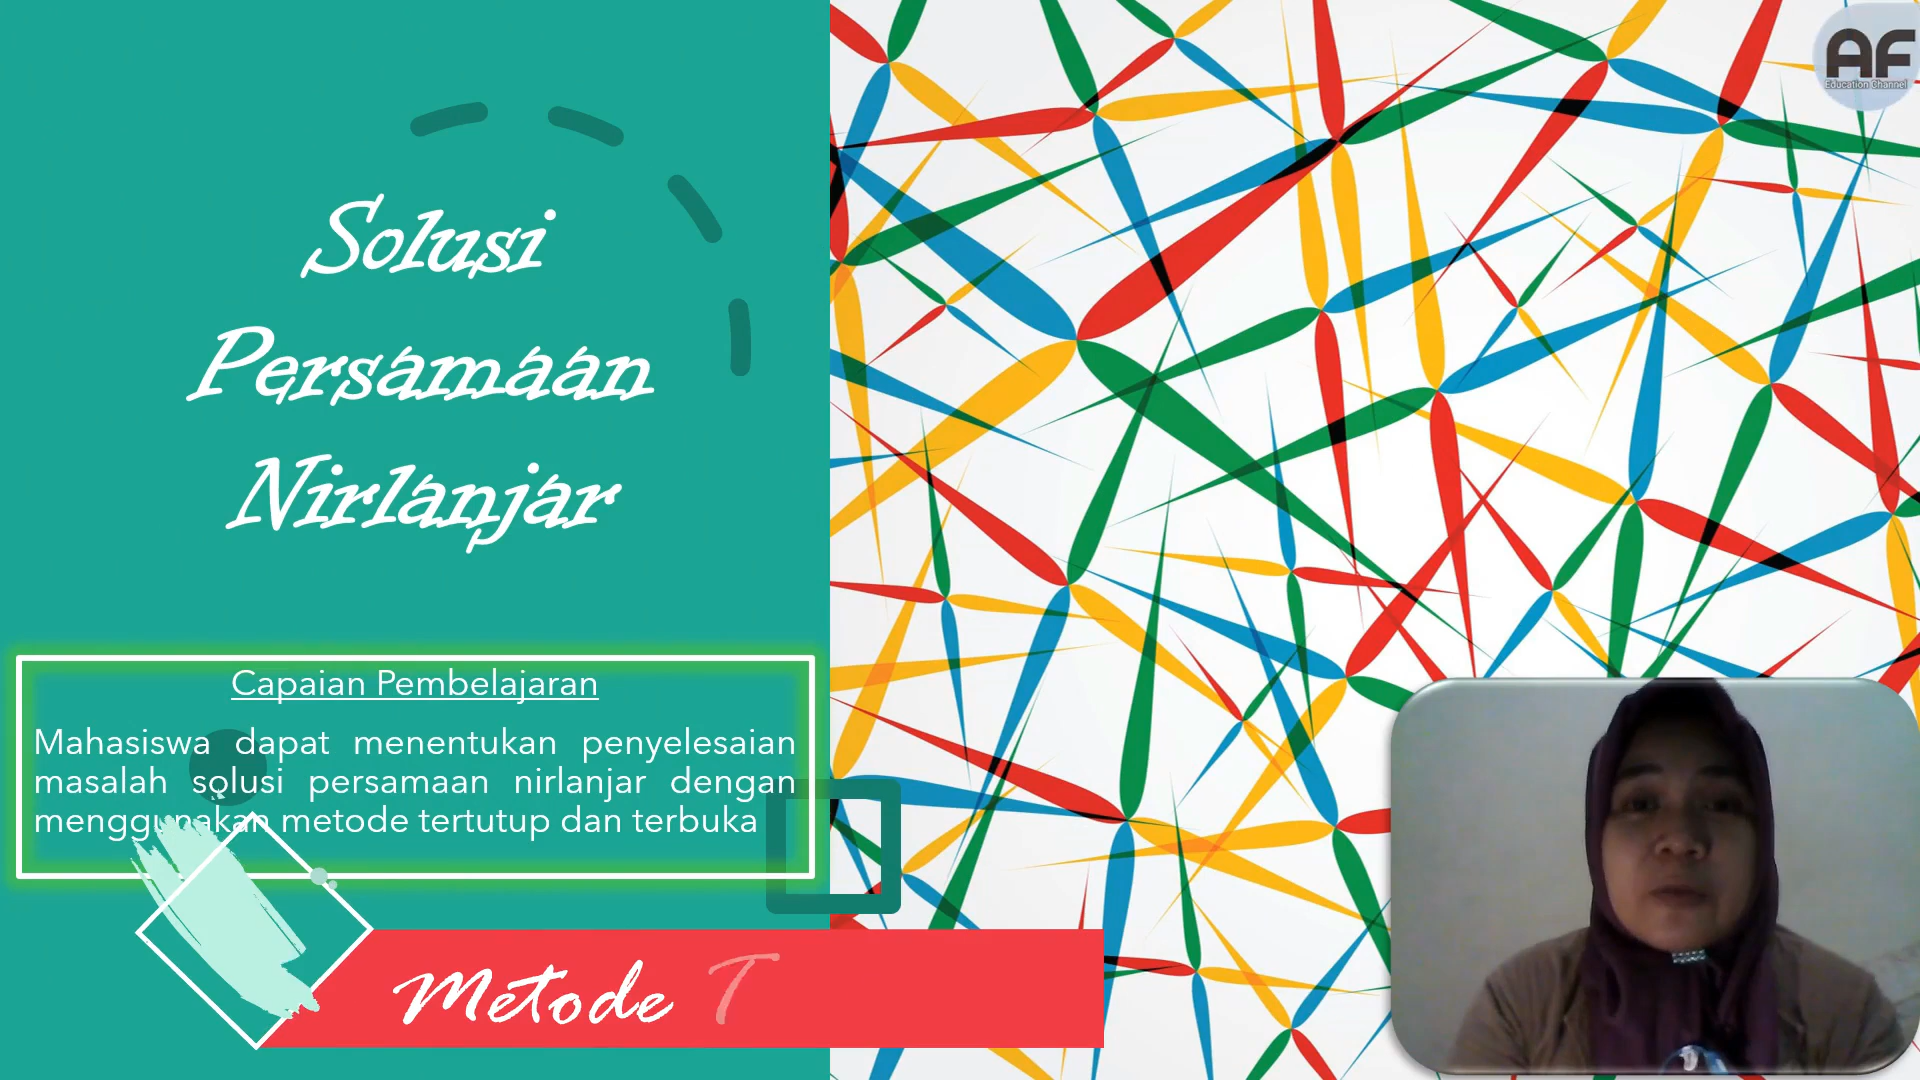 AF
Education Channel
Solusi
Persamaan
Nirlanjar
Capaian Pembelajaran
Mahasiswa dapat menentukan penyelesaian
masalah solusi persamaan nirlanjar dengan
menggunakan metode tertutup dan terbuka
Metode T